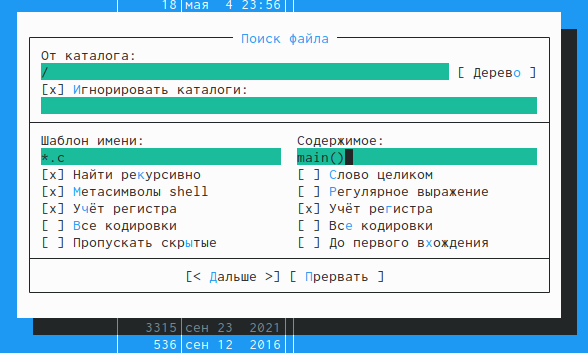 18 мая 4 23:56
Поиск файла
От каталога:
/ [ Дерево ]
[x] Игнорировать каталоги:
Шаблон имени: Содержимое:
*.c main()
[x] Найти рекурсивно [ ] Слово целиком
[x] Метасимволы shell [ ] Регулярное выражение
[x] Учёт регистра [x] Учёт регистра
[ ] Все кодировки [ ] Все кодировки
[ ] Пропускать скрытые [ ] До первого вхождения
[< Дальше >] [ Прервать ]
3315 сен 23 2021
536 сен 12 2016